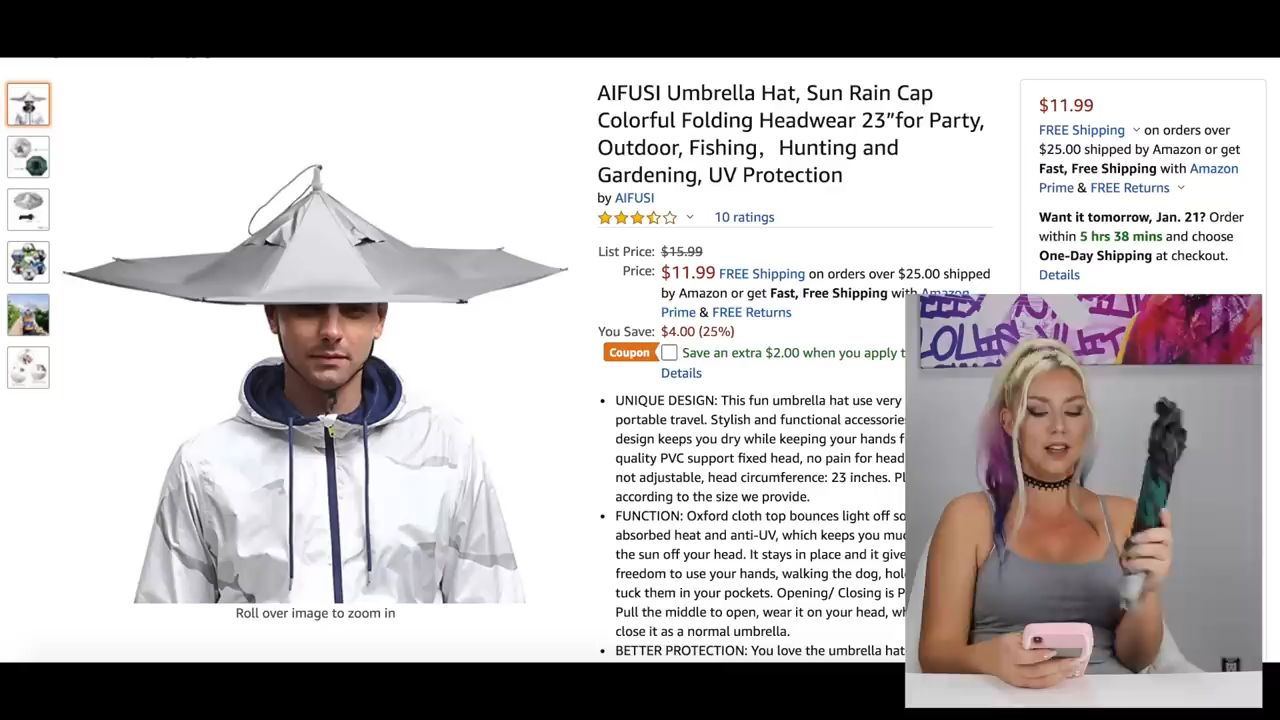 AIFUSI Umbrella Hat, Sun Rain Cap
Colorful Folding Headwear 23”for Party,
Outdoor, Fishing，Hunting and
Gardening, UV Protection
by AIFUSI
10 ratings
List Price: $15.99
Price: $11.99 FREE Shipping on orders over $25.00 shipped
by Amazon or get Fast, Free Shipping with Amazon
Prime & FREE Returns
You Save: $4.00 (25%)
Coupon Save an extra $2.00 when you apply t
Details
UNIQUE DESIGN: This fun umbrella hat use very
portable travel. Stylish and functional accessorie
design keeps you dry while keeping your hands f
quality PVC support fixed head, no pain for head
not adjustable, head circumference: 23 inches. Pl
according to the size we provide.
FUNCTION: Oxford cloth top bounces light off so
absorbed heat and anti-UV, which keeps you muc
the sun off your head. It stays in place and it give
freedom to use your hands, walking the dog, hol
tuck them in your pockets. Opening/ Closing is P
Pull the middle to open, wear it on your head, wh
close it as a normal umbrella.
BETTER PROTECTION: You love the umbrella hat
$11.99
FREE Shipping on orders over
$25.00 shipped by Amazon or get
Fast, Free Shipping with Amazon
Prime & FREE Returns
Want it tomorrow, Jan. 21? Order
within 5 hrs 38 mins and choose
One-Day Shipping at checkout.
Details
Roll over image to zoom in